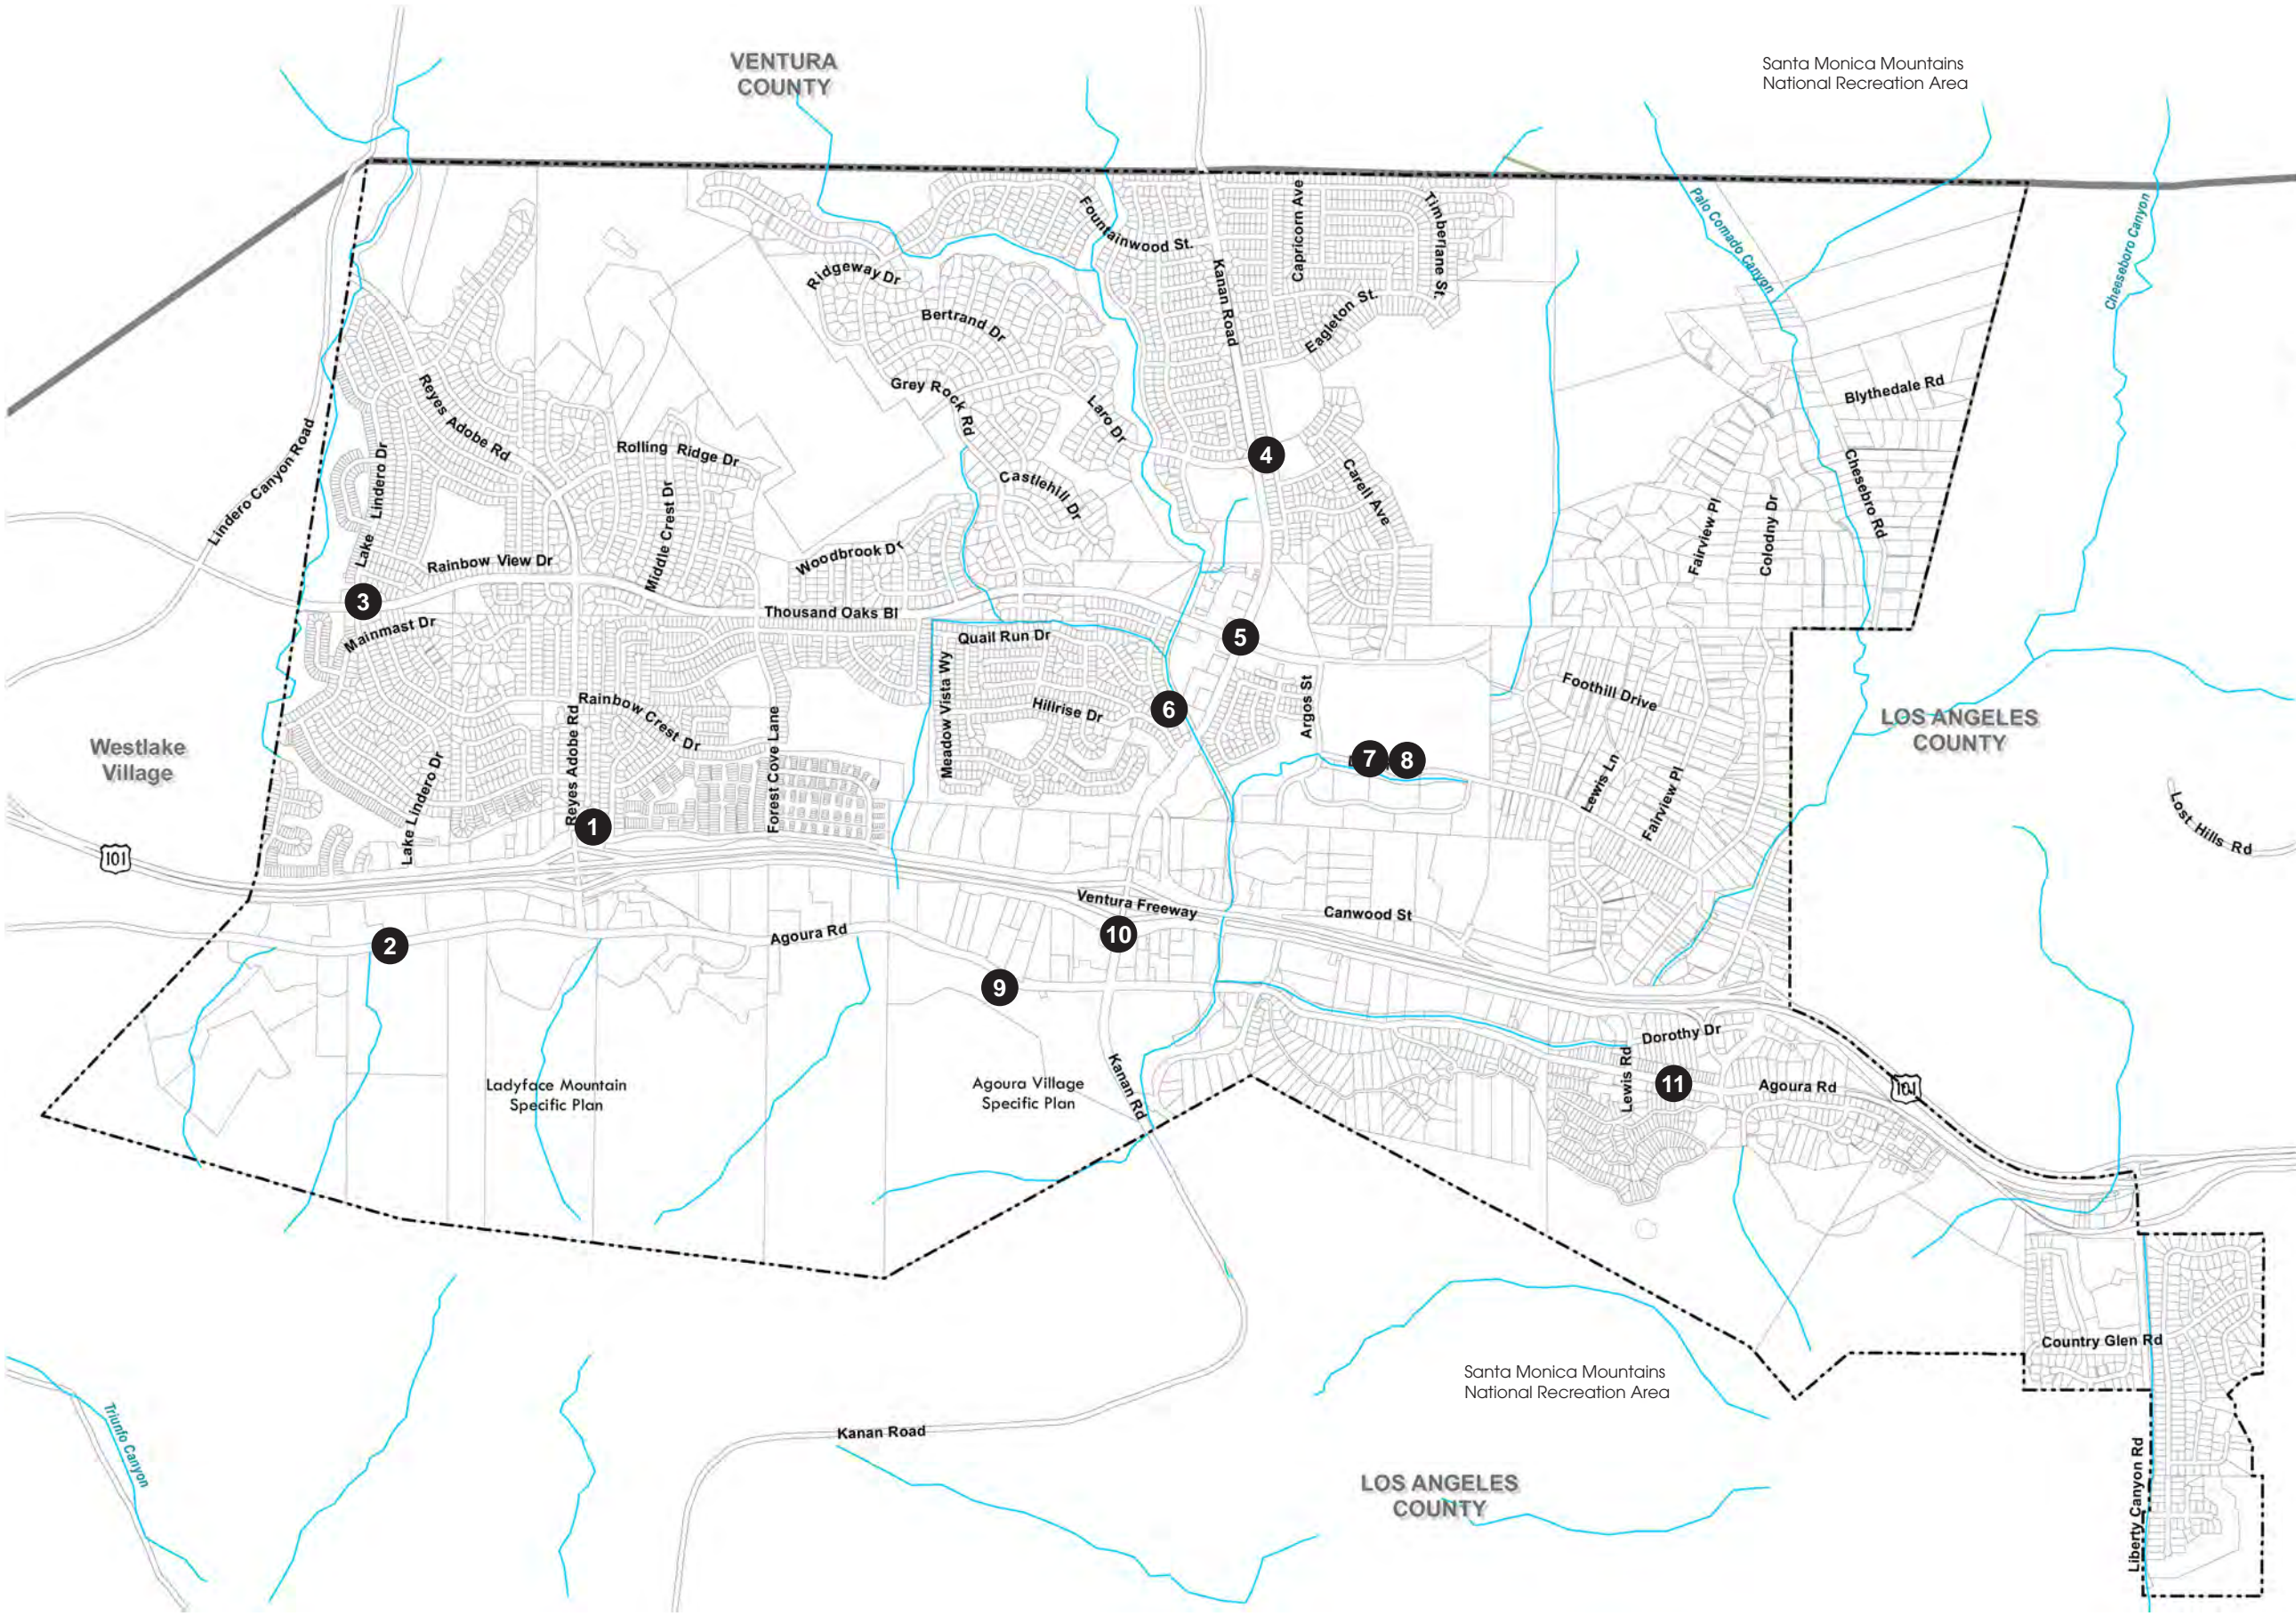 VENTURA
COUNTY
Santa Monica Mountains
National Recreation Area
Palo Comado Canyon
Cheeseboro Canyon
Fountainwood St.
Capricorn Ave
Timberlane St.
Ridgeway Dr
Kanan Road
Bertrand Dr
Eagleton St.
Grey Rock Rd
Blythedale Rd
Reyes Adobe Rd
Laro Dr
Lindero Canyon Road
Lake Lindero Dr
Rolling Ridge Dr
4
Castlehill Dr
Carell Ave
Chesebro Rd
Middle Crest Dr
Fairview Pl
Colodny Dr
Woodbrook Dr
Rainbow View Dr
3
Thousand Oaks Bl
Mainmast Dr
Quail Run Dr
5
Meadow Vista Wy
Hillrise Dr
6
Argos St
Foothill Drive
Rainbow Crest Dr
Reyes Adobe Rd
Forest Cove Lane
LOS ANGELES
COUNTY
Westlake
Village
7
8
Lewis Ln
Fairview Pl
Lake Lindero Dr
1
Lost Hills Rd
101
Ventura Freeway
Canwood St
2
Agoura Rd
10
9
Dorothy Dr
Kanan Rd
Lewis Rd
11
Agoura Rd
101
Ladyface Mountain
Specific Plan
Agoura Village
Specific Plan
Country Glen Rd
Santa Monica Mountains
National Recreation Area
Triunfo Canyon
Kanan Road
LOS ANGELES
COUNTY
Liberty Canyon Rd